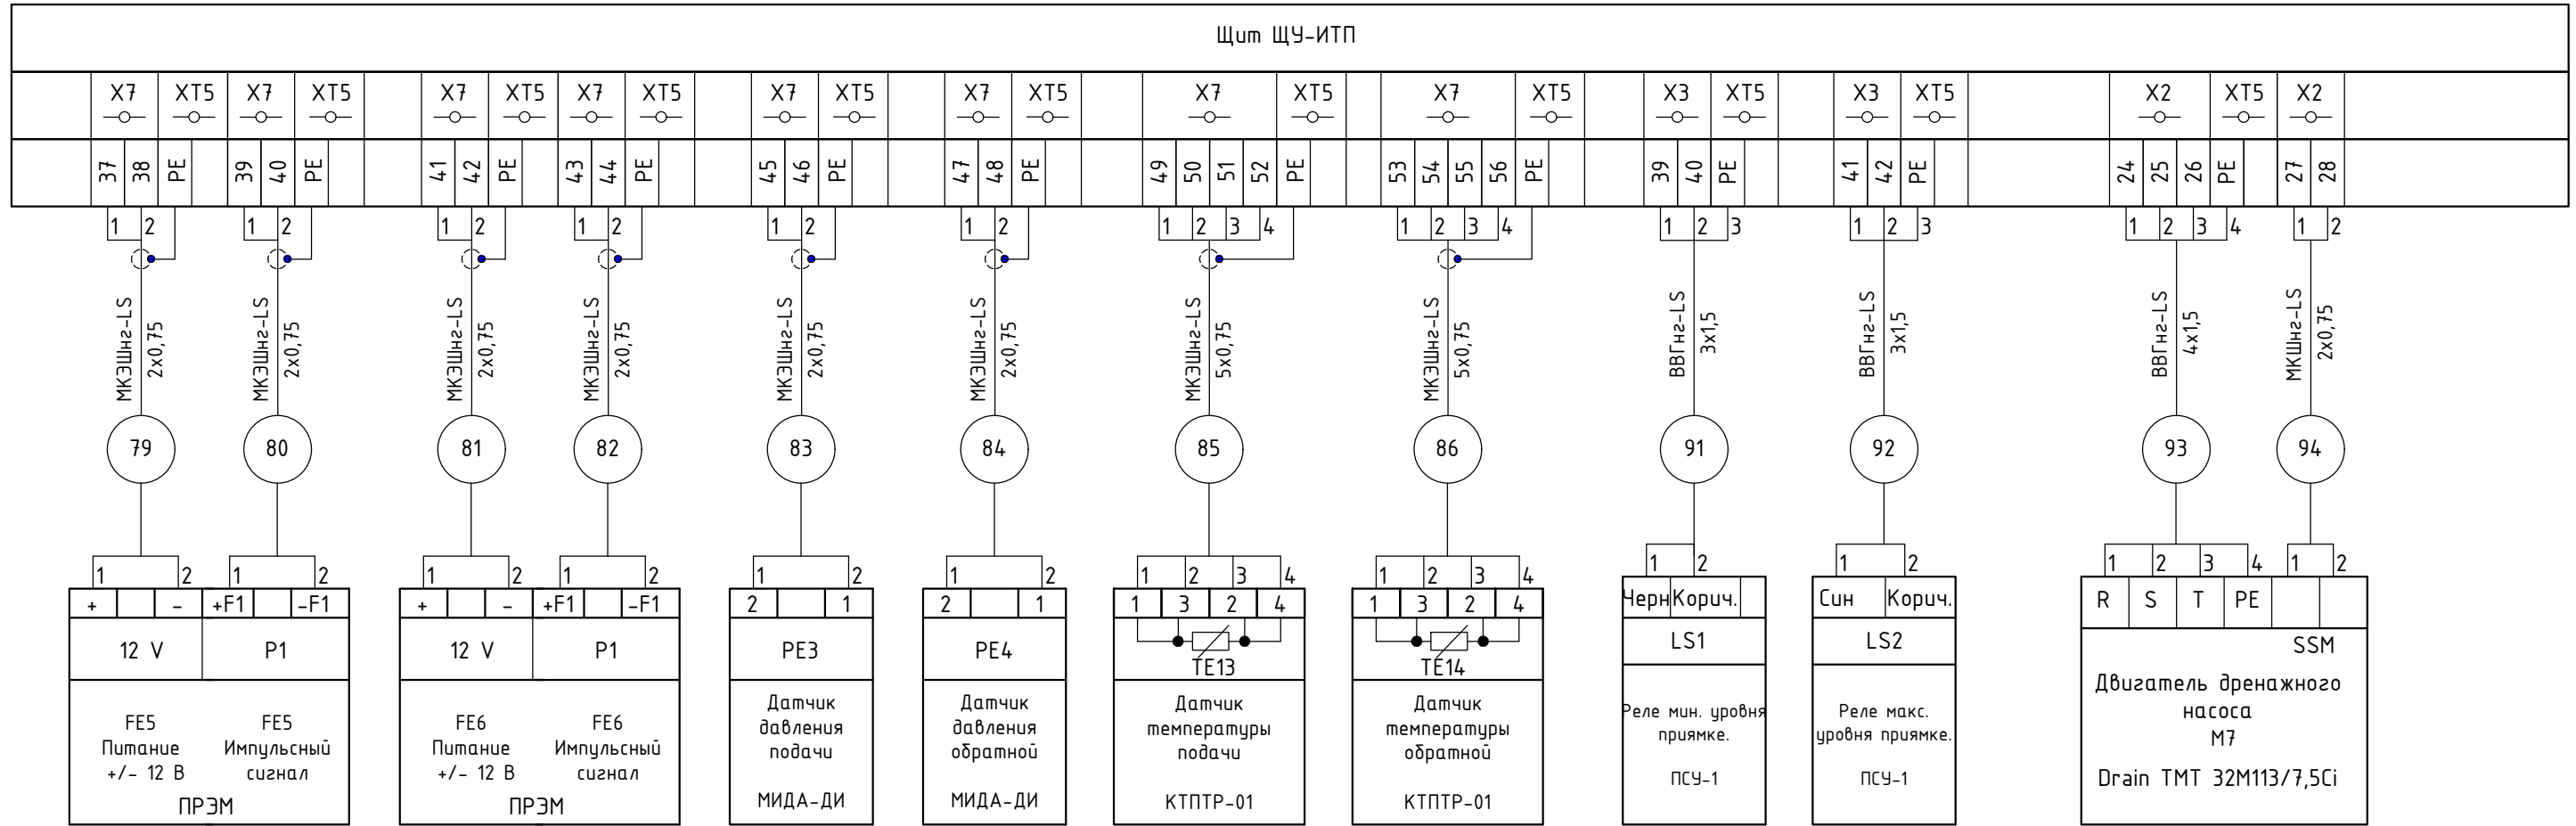 Щит ЩУ-ИТП
X7 XT5 X7 XT5 X7 XT5 X7 XT5 X7 XT5 X7 XT5 X7 XT5 X7 XT5 X3 XT5 X3 XT5 X2 XT5 X2
37 38 PE 39 40 PE 41 42 PE 43 44 PE 45 46 PE 47 48 PE 49 50 51 52 PE 53 54 55 56 PE 39 40 PE 41 42 PE 24 25 26 PE 27 28
1 2 1 2 1 2 1 2 1 2 1 2 1 2 3 4 1 2 3 4 1 2 3 1 2 3 1 2 3 4 1 2
МКЭШнг-LS
2x0,75
МКЭШнг-LS
2x0,75
МКЭШнг-LS
2x0,75
МКЭШнг-LS
2x0,75
МКЭШнг-LS
2x0,75
МКЭШнг-LS
2x0,75
МКЭШнг-LS
5x0,75
МКЭШнг-LS
5x0,75
ВВГнг-LS
3x1,5
ВВГнг-LS
3x1,5
ВВГнг-LS
4x1,5
МКШнг-LS
2x0,75
79 80 81 82 83 84 85 86 91 92 93 94
1 2 1 2 1 2 1 2 1 2 1 2 1 2 3 4 1 2 3 4 1 2 1 2 1 2 3 4 1 2
+ - +F1 -F1
12 V P1
FE5
Питание
+/- 12 В
FE5
Импульсный
сигнал
ПРЭМ
+ - +F1 -F1
12 V P1
FE6
Питание
+/- 12 В
FE6
Импульсный
сигнал
ПРЭМ
2 1
PE3
Датчик
давления
подачи
МИДА-ДИ
2 1
PE4
Датчик
давления
обратной
МИДА-ДИ
1 3 2 4
TE13
Датчик
температуры
подачи
КТПТР-01
1 3 2 4
TE14
Датчик
температуры
обратной
КТПТР-01
Черн Корич.
LS1
Реле мин. уровня
приямке.
ПСУ-1
Син Корич.
LS2
Реле макс.
уровня приямке.
ПСУ-1
R S T PE
SSM
Двигатель дренажного
насоса
М7
Drain TMT 32M113/7,5Ci